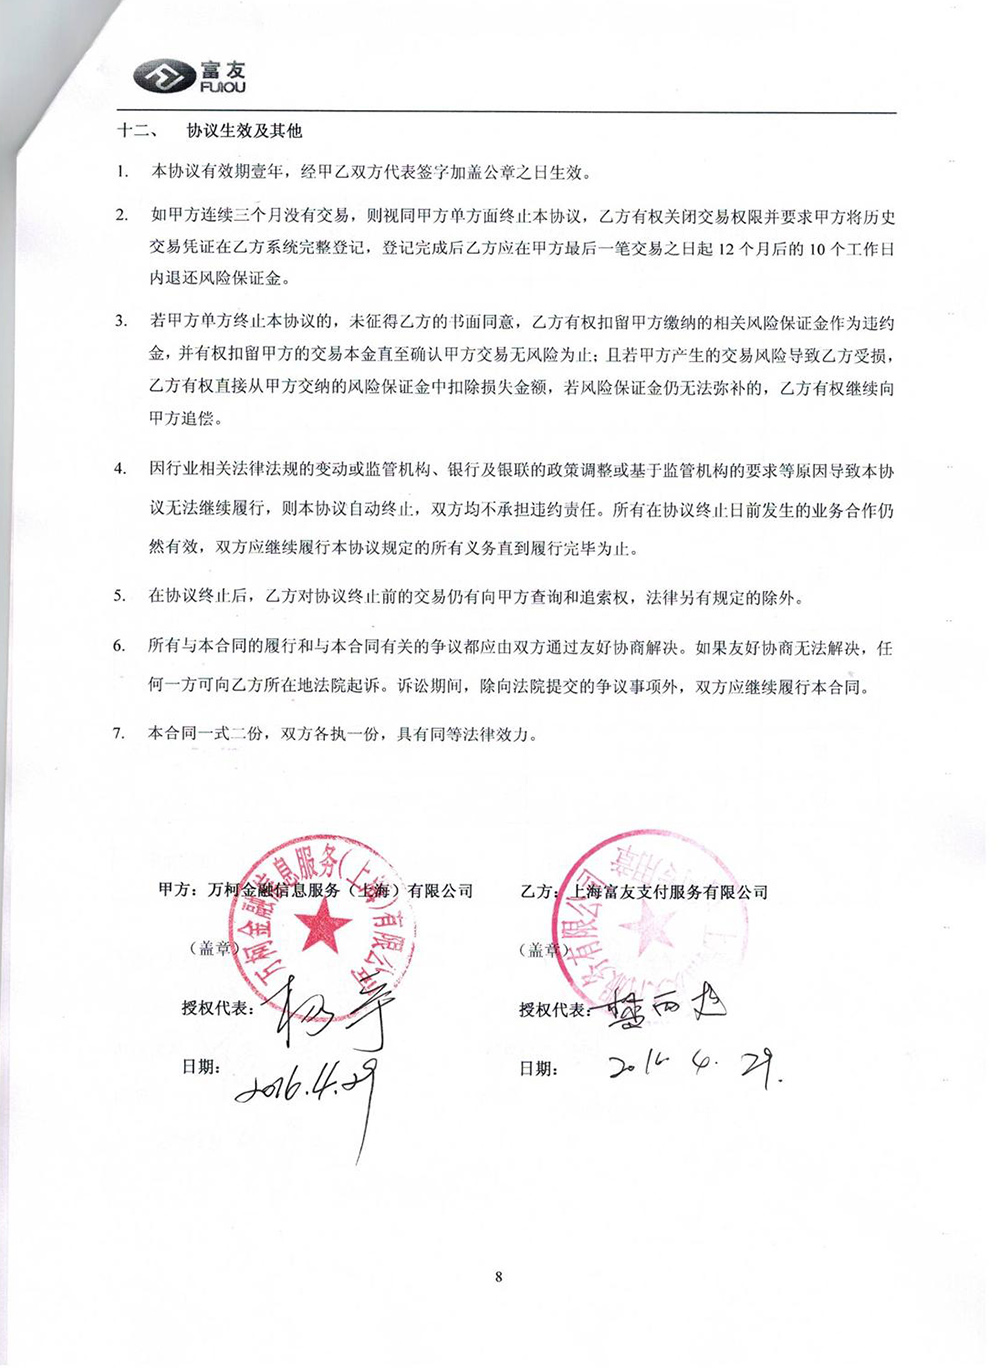 富友
FUIOU
十二、 协议生效及其他
1. 本协议有效期壹年，经甲乙双方代表签字加盖公章之日生效。
2. 如甲方连续三个月没有交易，则视同甲方单方面终止本协议，乙方有权关闭交易权限并要求甲方将历史
交易凭证在乙方系统完整登记，登记完成后乙方应在甲方最后一笔交易之日起 12 个月后的 10 个工作日
内退还风险保证金。
3. 若甲方单方终止本协议的，未征得乙方的书面同意，乙方有权扣留甲方缴纳的相关风险保证金作为违约
金，并有权扣留甲方的交易本金直至确认甲方交易无风险为止；且若甲方产生的交易风险导致乙方受损，
乙方有权直接从甲方交纳的风险保证金中扣除损失金额，若风险保证金仍无法弥补的，乙方有权继续向
甲方追偿。
4. 因行业相关法律法规的变动或监管机构、银行及银联的政策调整或基于监管机构的要求等原因导致本协
议无法继续履行，则本协议自动终止，双方均不承担违约责任。所有在协议终止日前发生的业务合作仍
然有效，双方应继续履行本协议规定的所有义务直到履行完毕为止。
5. 在协议终止后，乙方对协议终止前的交易仍有向甲方查询和追索权，法律另有规定的除外。
6. 所有与本合同的履行和与本合同有关的争议都应由双方通过友好协商解决。如果友好协商无法解决，任
何一方可向乙方所在地法院起诉。诉讼期间，除向法院提交的争议事项外，双方应继续履行本合同。
7. 本合同一式二份，双方各执一份，具有同等法律效力。
甲方：万柯金融信息服务（上海）有限公司 乙方：上海富友支付服务有限公司
万柯金融信息服务（上海）有限公司
（盖章） （盖章）
授权代表： 授权代表：
日期：2016.4.29 日期：2016.4.29.
8